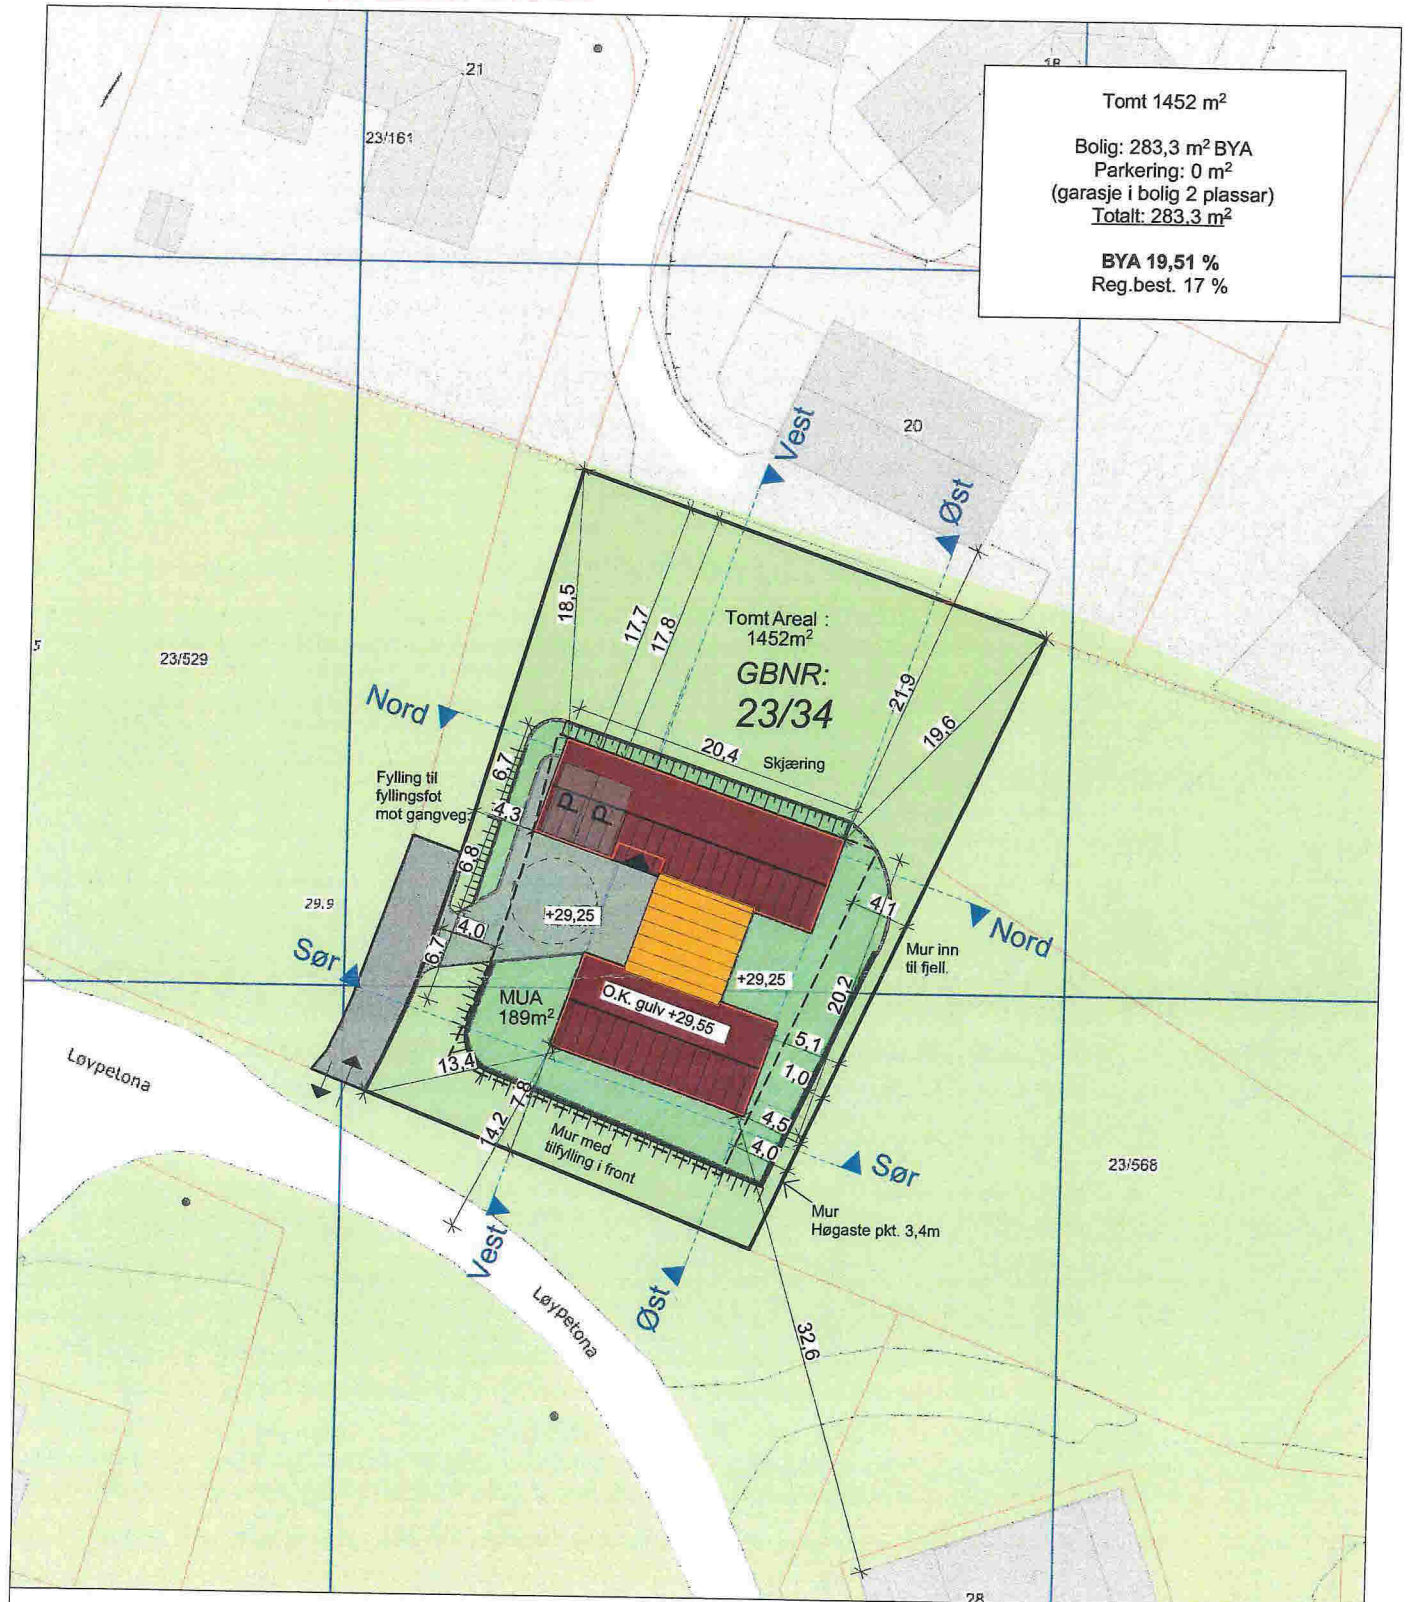 21
18
23/161
Tomt 1452 m²
Bolig: 283,3 m² BYA
Parkering: 0 m²
(garasje i bolig 2 plassar)
Totalt: 283,3 m²
BYA 19,51 %
Reg.best. 17 %
20
Vest
Øst
18,5
17,7
17,8
Tomt Areal :
1452m²
GBNR:
23/34
21,9
19,6
5
23/529
Nord
20,4
Skjæring
6,7
Fylling til
fyllingsfot
mot gangveg
4,3
P
P
6,8
29.9
+29,25
4,1
Nord
4,0
6,7
Sør
Mur inn
til fjell.
+29,25
20,2
MUA
189m²
O.K. gulv +29,55
5,1
1,0
Løypetona
13,4
7,8
14,2
4,5
4,0
Mur med
tilfylling i front
Sør
23/568
Mur
Høgaste pkt. 3,4m
Vest
Øst
Løypetona
32,6
28